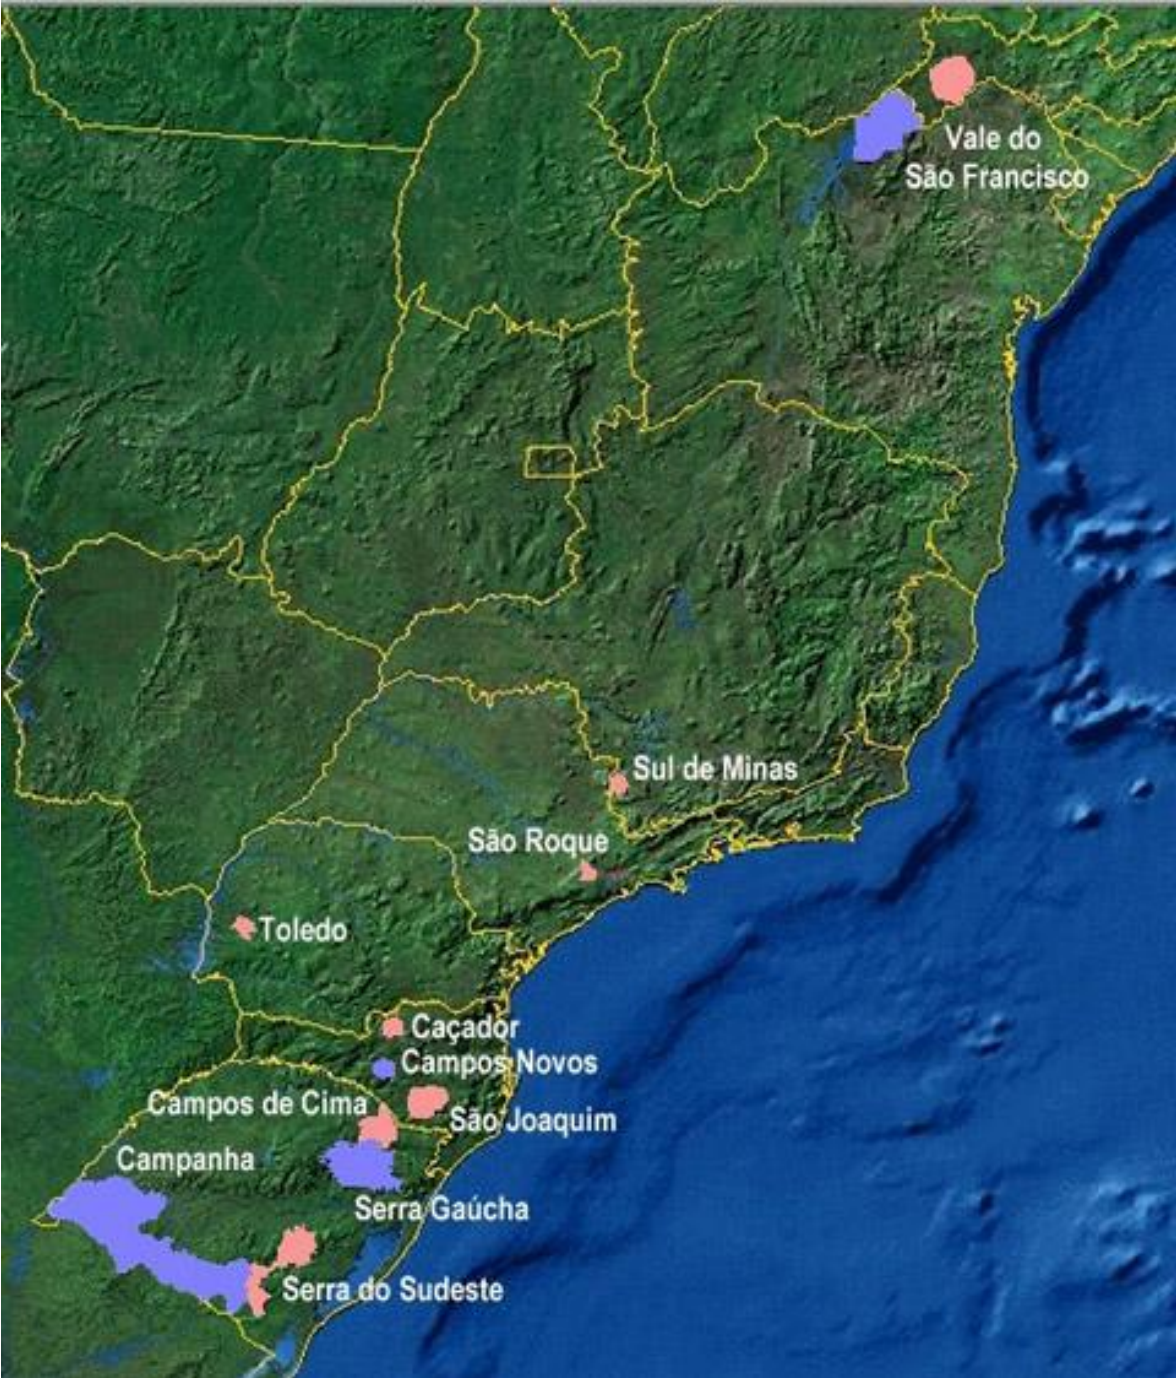 Vale do
São Francisco
Sul de Minas
São Roque
Toledo
Caçador
Campos Novos
Campos de Cima
São Joaquim
Campanha
Serra Gaúcha
Serra do Sudeste